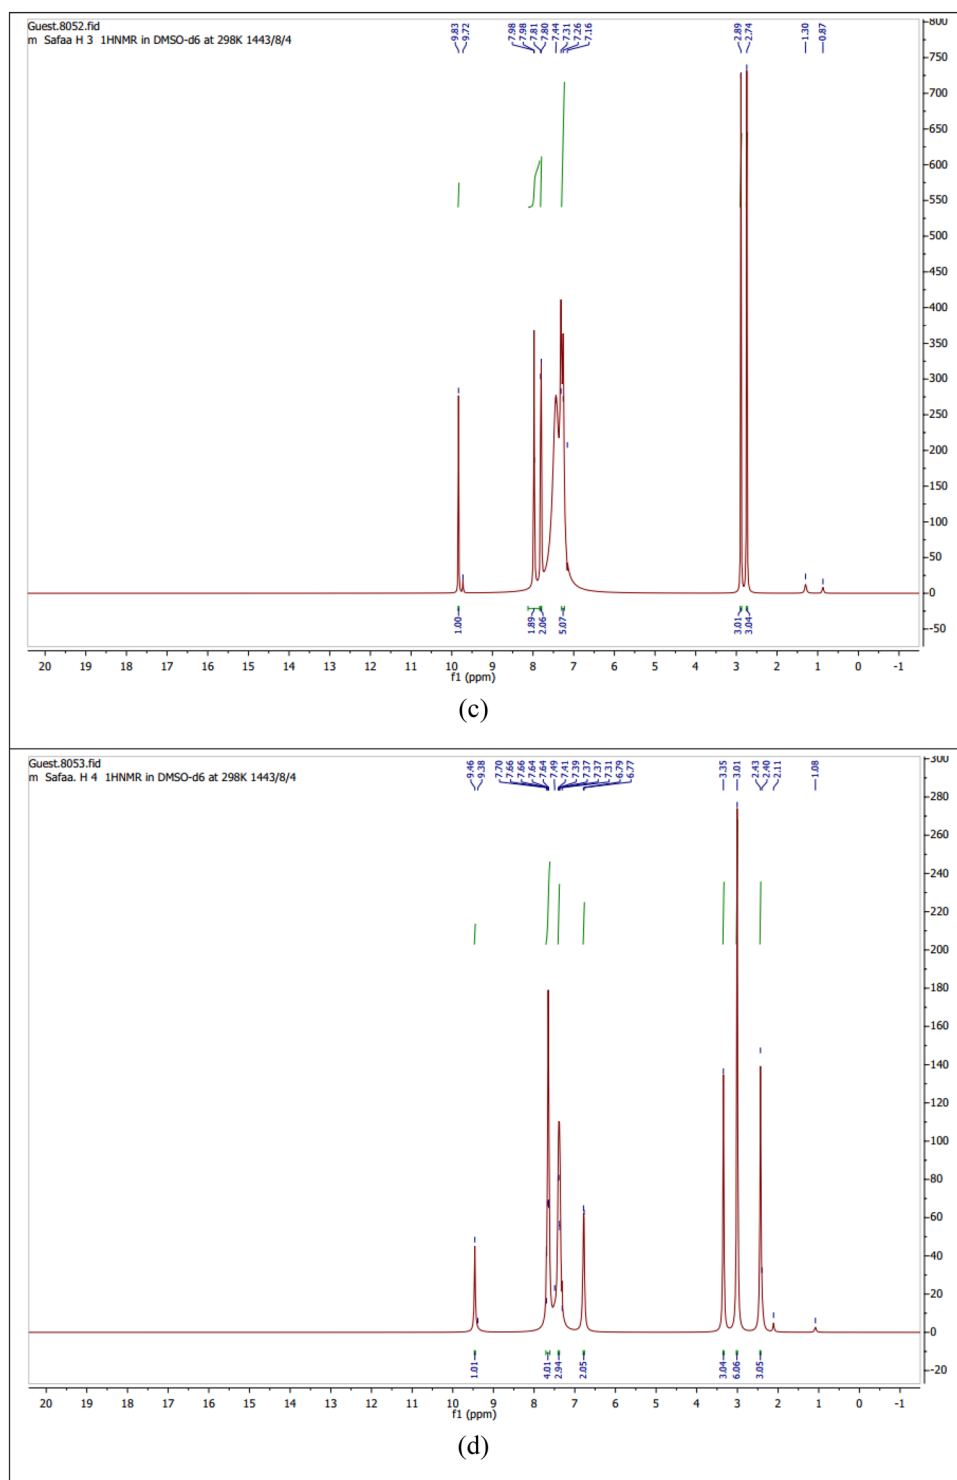 Guest.8052.fid
m Safaa H 3 1HNMR in DMSO-d6 at 298K 1443/8/4
9.83 9.72 7.98 7.98 7.81 7.80 7.44 7.31 7.26 7.16 2.89 2.74 1.30 0.87
800
750
700
650
600
550
500
450
400
350
300
250
200
150
100
50
0
-50
1.00 1.89 2.06 5.07 3.01 3.04
20 19 18 17 16 15 14 13 12 11 10 9 8 7 6 5 4 3 2 1 0 -1
f1 (ppm)
(c)
Guest.8053.fid
m Safaa. H 4 1HNMR in DMSO-d6 at 298K 1443/8/4
9.46 9.38 7.70 7.66 7.66 7.64 7.64 7.49 7.41 7.39 7.37 7.37 7.31 6.79 6.77 3.35 3.01 2.43 2.40 2.11 1.08
300
280
260
240
220
200
180
160
140
120
100
80
60
40
20
0
-20
1.01 4.01 2.94 2.05 3.04 6.06 3.05
20 19 18 17 16 15 14 13 12 11 10 9 8 7 6 5 4 3 2 1 0 -1
f1 (ppm)
(d)